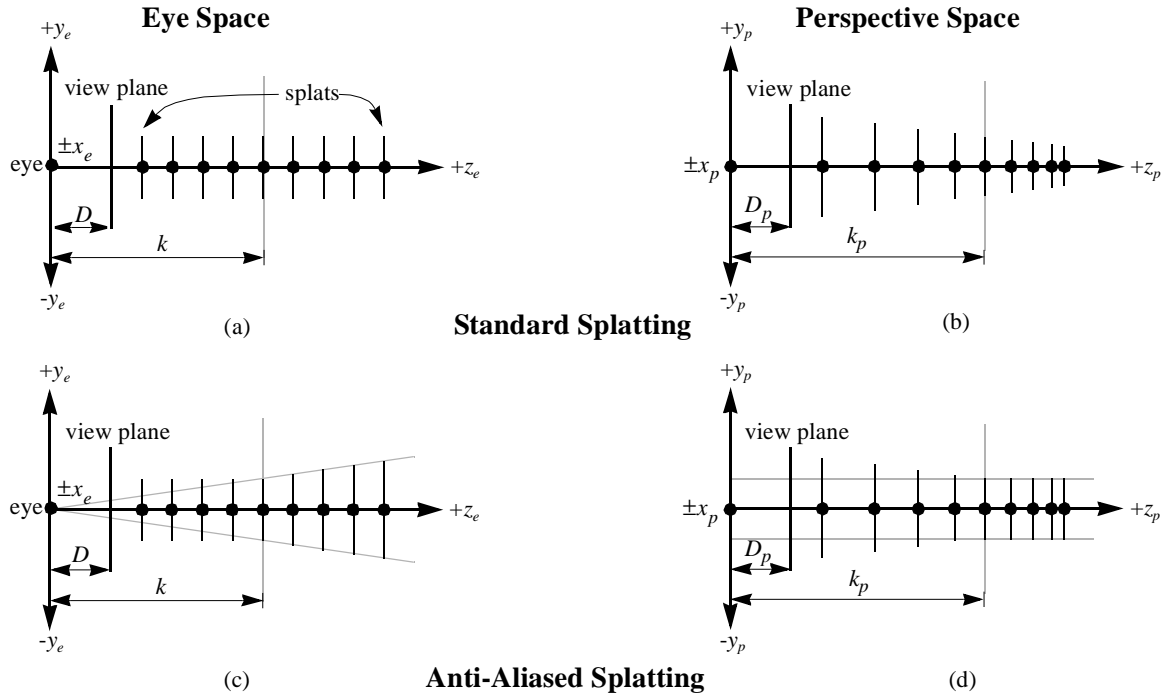 Eye Space
Perspective Space
+y_e
view plane
splats
±x_e
eye
+z_e
D
k
-y_e
(a)
+y_p
view plane
±x_p
+z_p
D_p
k_p
-y_p
(b)
Standard Splatting
+y_e
view plane
±x_e
eye
+z_e
D
k
-y_e
(c)
+y_p
view plane
±x_p
+z_p
D_p
k_p
-y_p
(d)
Anti-Aliased Splatting